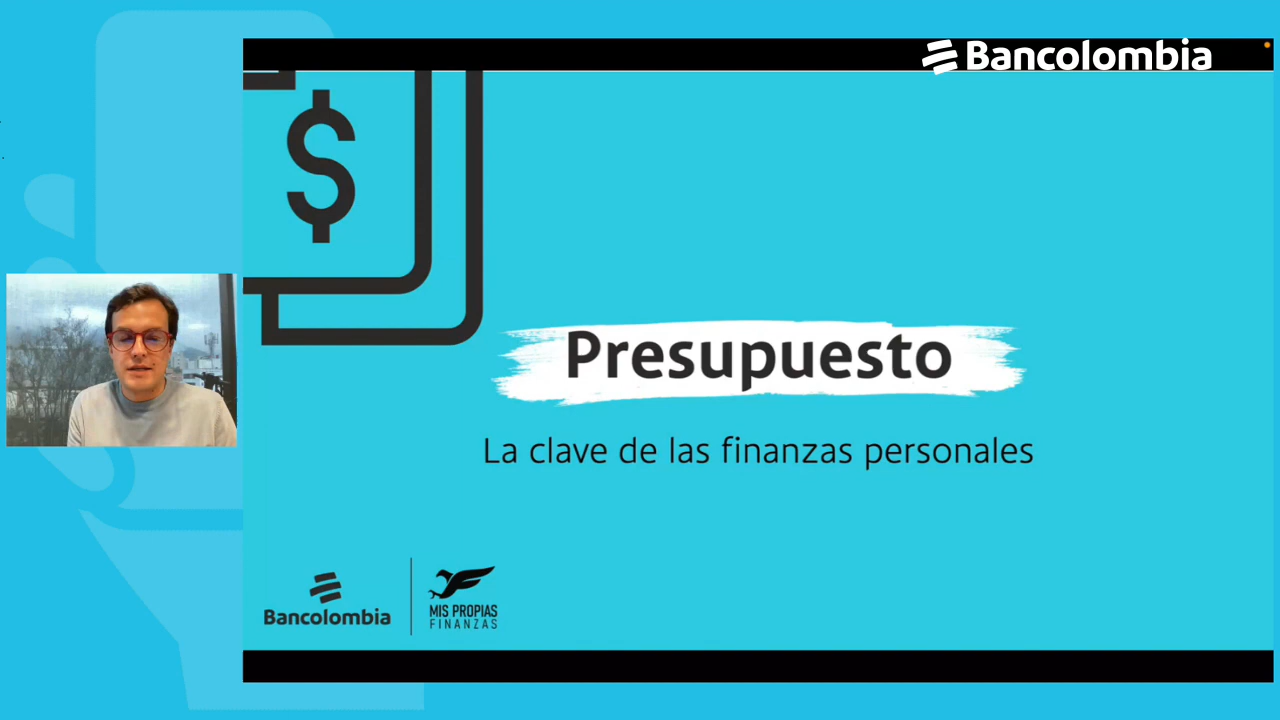 Bancolombia
$
Presupuesto
La clave de las finanzas personales
Bancolombia
MIS PROPIAS
FINANZAS